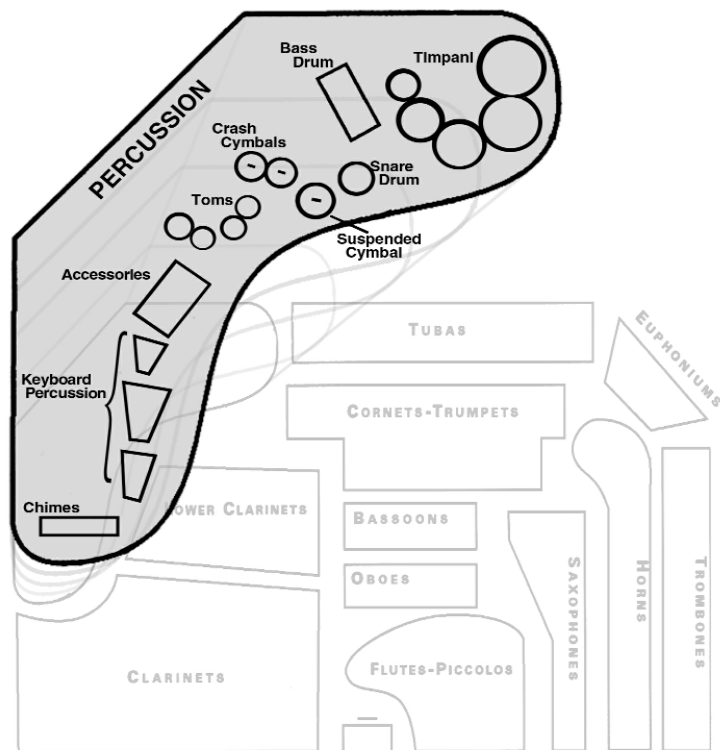 PERCUSSION
Bass
Drum
Timpani
Crash
Cymbals
Snare
Drum
Toms
Suspended
Cymbal
Accessories
Keyboard
Percussion
Chimes
TUBAS
EUPHONIUMS
CORNETS-TRUMPETS
LOWER CLARINETS
BASSOONS
OBOES
SAXOPHONES
HORNS
TROMBONES
CLARINETS
FLUTES-PICCOLOS